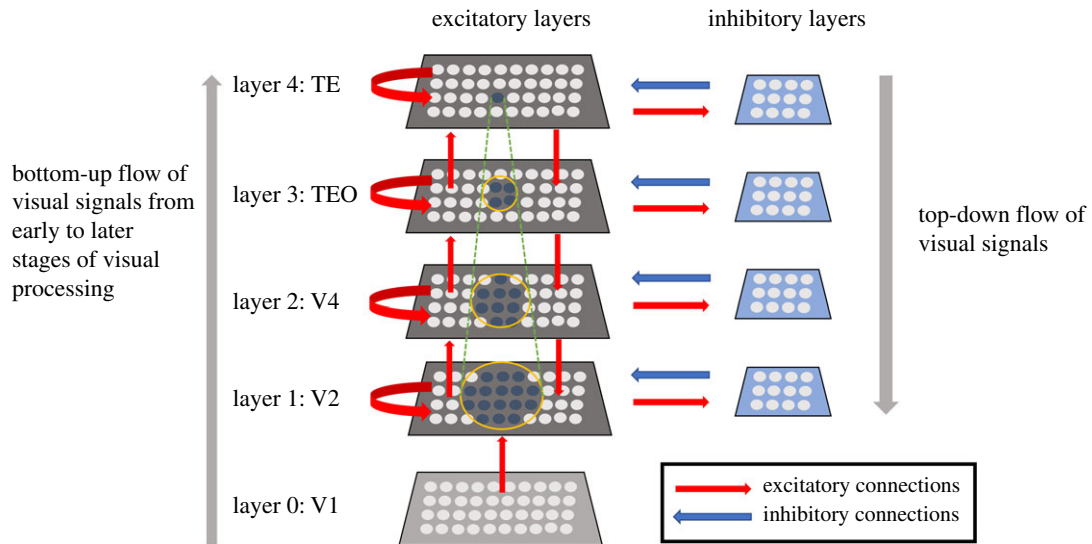 excitatory layers
inhibitory layers
layer 4: TE
layer 3: TEO
layer 2: V4
layer 1: V2
layer 0: V1
bottom-up flow of
visual signals from
early to later
stages of visual
processing
top-down flow of
visual signals
excitatory connections
inhibitory connections